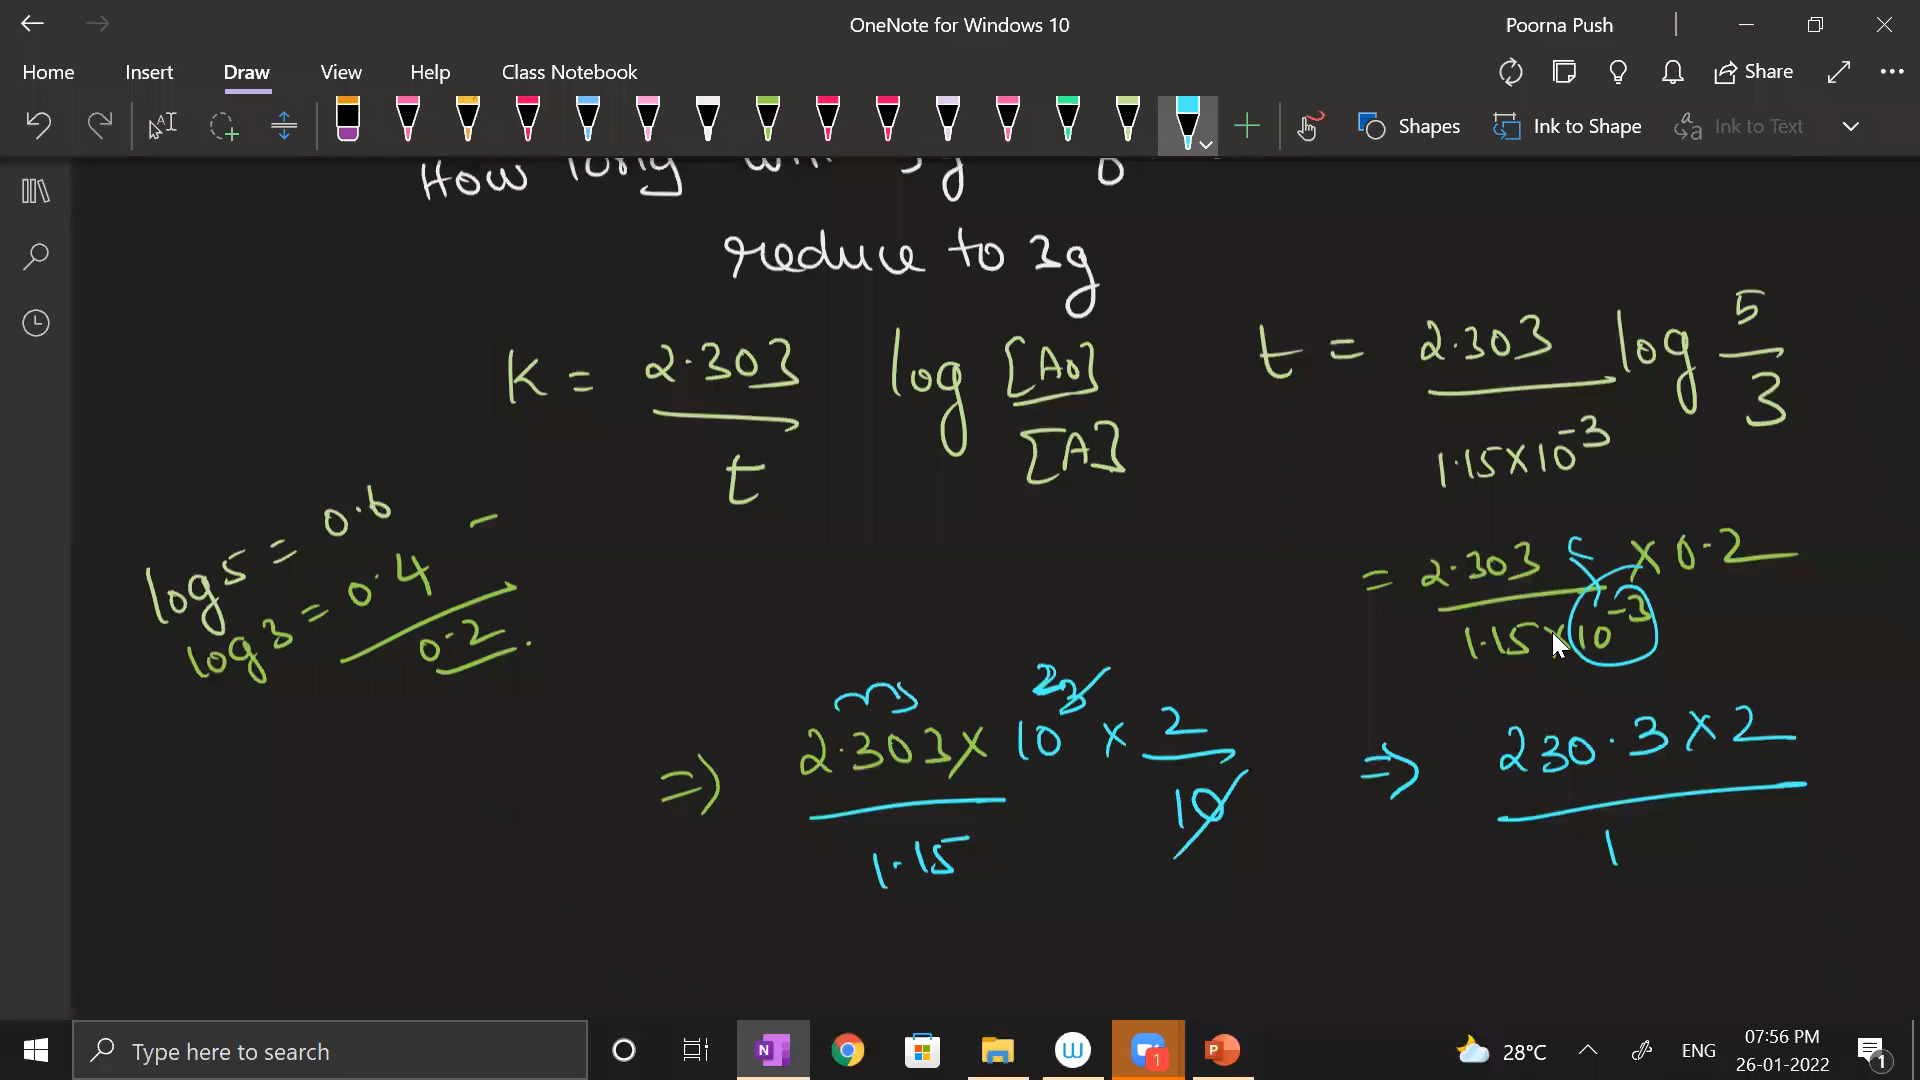 OneNote for Windows 10
Poorna Push
Home Insert Draw View Help Class Notebook
Share
Shapes Ink to Shape Ink to Text
How long will
reduce to 3g
K = 2.303 / t log [A0] / [A]
t = 2.303 / 1.15×10⁻³ log 5 / 3
log 5 = 0.6 -
log 3 = 0.4
0.2
= 2.303 × 0.2 / 1.15×10⁻³
⇒ 2.303 × 10 × 2 / 10
1.15
⇒ 230.3 × 2
1
Type here to search
28°C
ENG
07:56 PM
26-01-2022
1